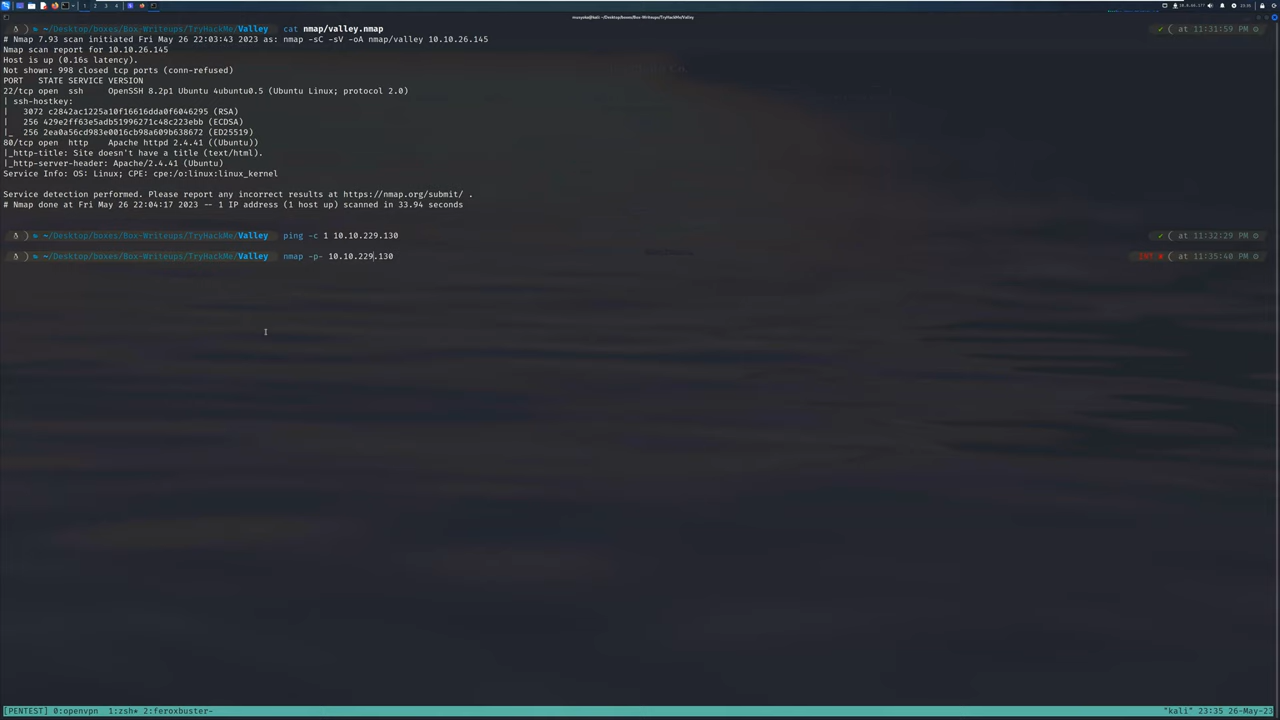 musyoka@kali: ~/Desktop/boxes/Box-Writeups/TryHackMe/Valley
~/Desktop/boxes/Box-Writeups/TryHackMe/Valley cat nmap/valley.nmap ✓ ( at 11:31:59 PM
# Nmap 7.93 scan initiated Fri May 26 22:03:43 2023 as: nmap -sC -sV -oA nmap/valley 10.10.26.145
Nmap scan report for 10.10.26.145
Host is up (0.16s latency).
Not shown: 998 closed tcp ports (conn-refused)
PORT   STATE SERVICE VERSION
22/tcp open  ssh     OpenSSH 8.2p1 Ubuntu 4ubuntu0.5 (Ubuntu Linux; protocol 2.0)
| ssh-hostkey:
|   3072 c2842ac1225a10f16616dda0f6046295 (RSA)
|   256 429e2ff63e5adb51996271c48c223ebb (ECDSA)
|_  256 2ea0a56cd983e0016cb98a609b638672 (ED25519)
80/tcp open  http    Apache httpd 2.4.41 ((Ubuntu))
|_http-title: Site doesn't have a title (text/html).
|_http-server-header: Apache/2.4.41 (Ubuntu)
Service Info: OS: Linux; CPE: cpe:/o:linux:linux_kernel
Service detection performed. Please report any incorrect results at https://nmap.org/submit/ .
# Nmap done at Fri May 26 22:04:17 2023 -- 1 IP address (1 host up) scanned in 33.94 seconds
~/Desktop/boxes/Box-Writeups/TryHackMe/Valley ping -c 1 10.10.229.130 ✓ ( at 11:32:29 PM
~/Desktop/boxes/Box-Writeups/TryHackMe/Valley nmap -p- 10.10.229.130 INT ( at 11:35:40 PM
[PENTEST] 0:openvpn  1:zsh* 2:feroxbuster- "kali" 23:35 26-May-23